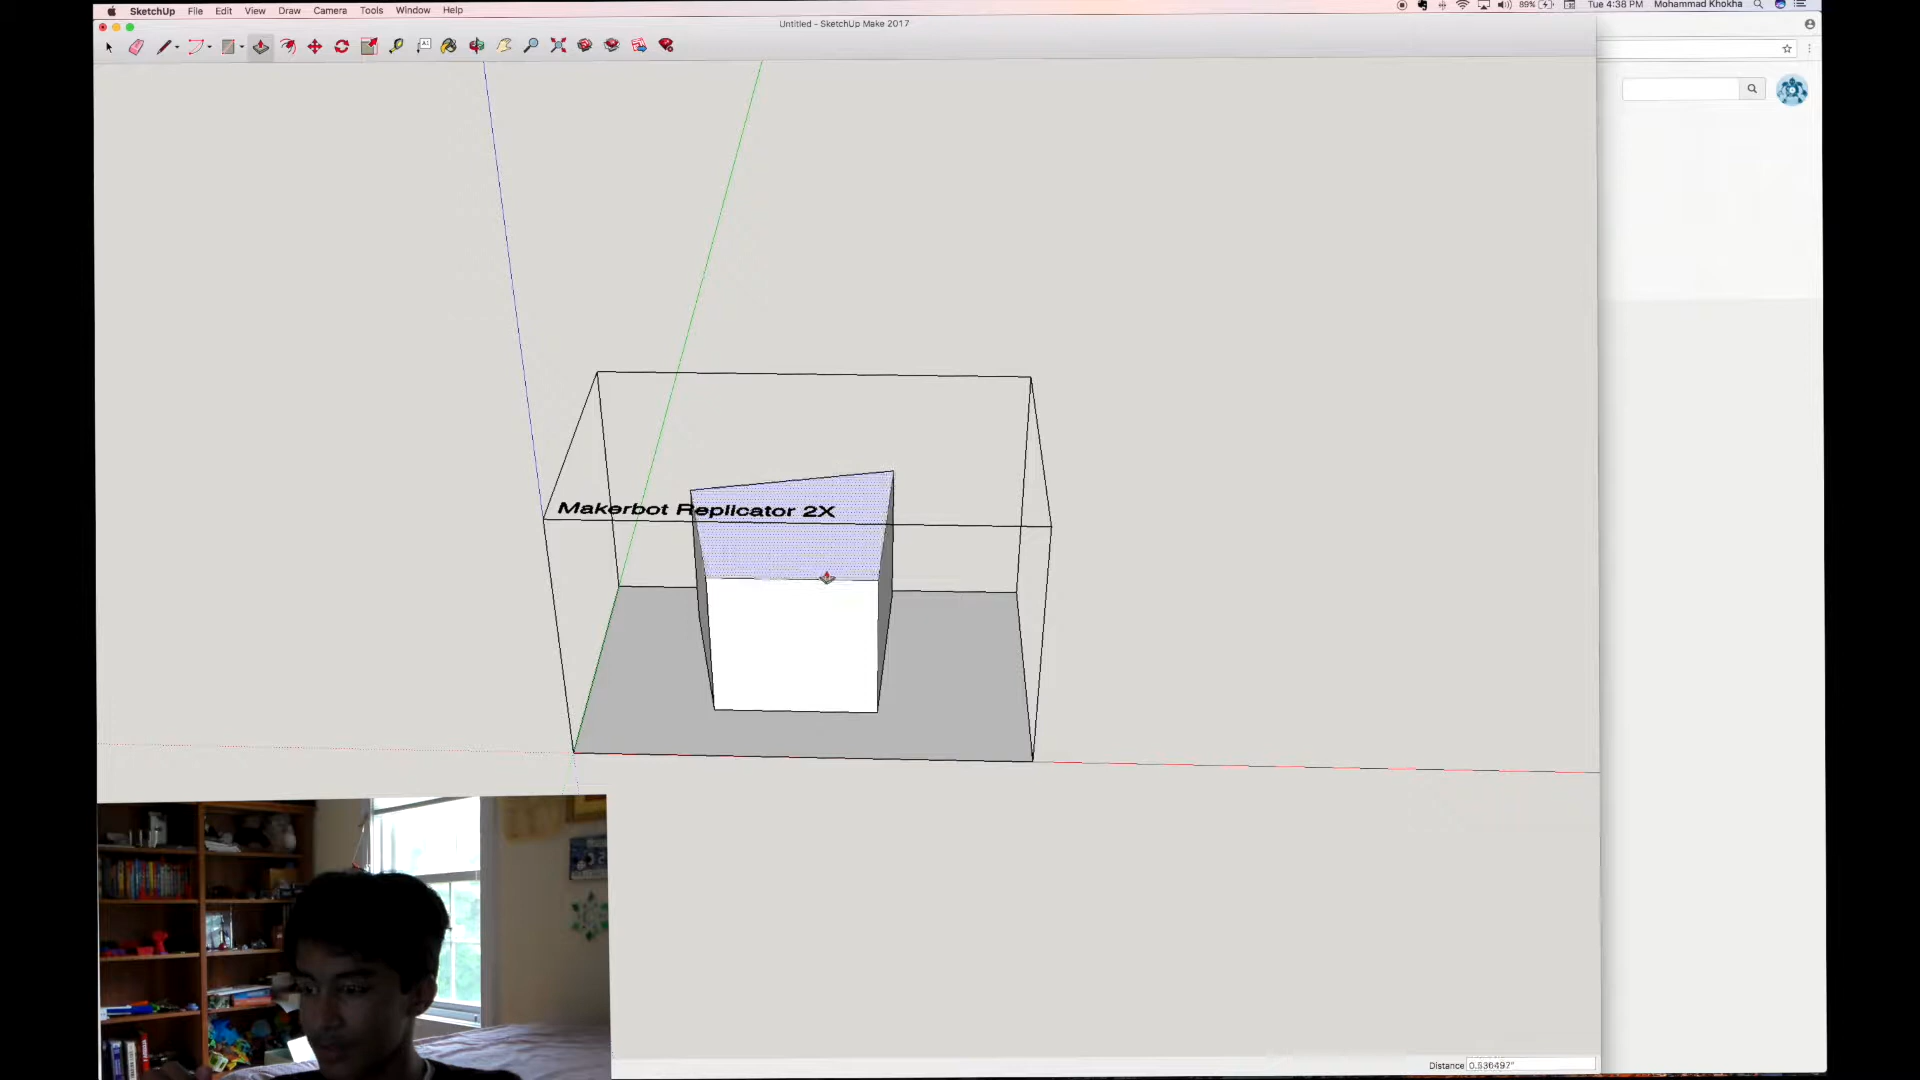 SketchUp File Edit View Draw Camera Tools Window Help
89% Tue 4:38 PM Mohammad Khokha
Untitled - SketchUp Make 2017
Makerbot Replicator 2X
Distance 0.536497"